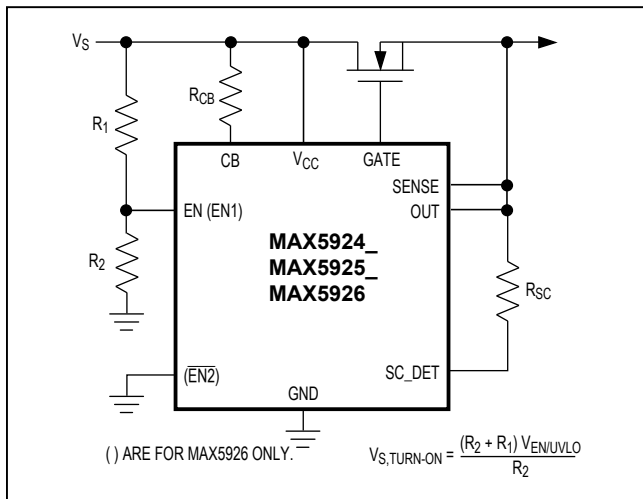 V_S
R_1
R_CB
CB
V_CC
GATE
SENSE
OUT
EN (EN1)
MAX5924_
MAX5925_
MAX5926
R_2
R_SC
(E̅N̅2̅)
SC_DET
GND
( ) ARE FOR MAX5926 ONLY.
V_S,TURN-ON = (R_2 + R_1) V_EN/UVLO / R_2